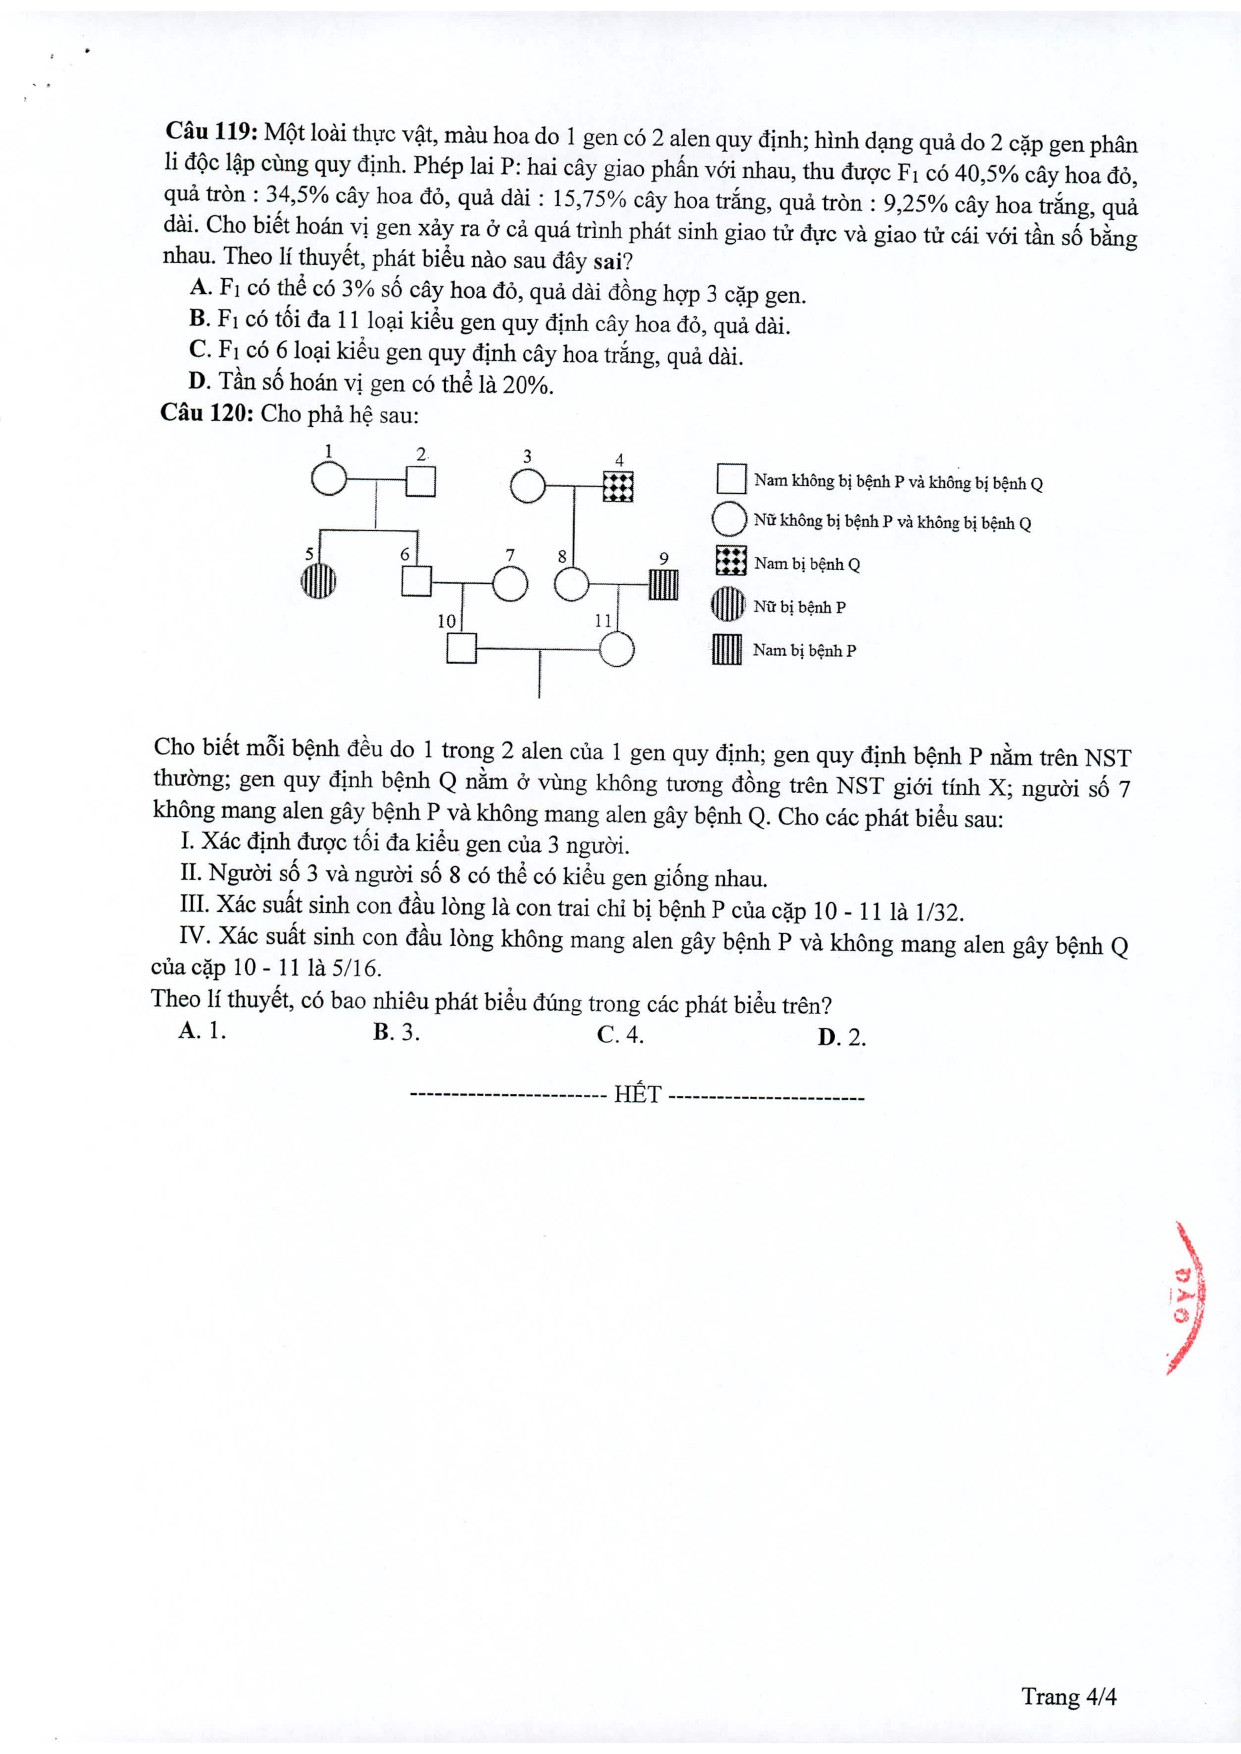 Câu 119: Một loài thực vật, màu hoa do 1 gen có 2 alen quy định; hình dạng quả do 2 cặp gen phân
li độc lập cùng quy định. Phép lai P: hai cây giao phấn với nhau, thu được F1 có 40,5% cây hoa đỏ,
quả tròn : 34,5% cây hoa đỏ, quả dài : 15,75% cây hoa trắng, quả tròn : 9,25% cây hoa trắng, quả
dài. Cho biết hoán vị gen xảy ra ở cả quá trình phát sinh giao tử đực và giao tử cái với tần số bằng
nhau. Theo lí thuyết, phát biểu nào sau đây sai?
A. F1 có thể có 3% số cây hoa đỏ, quả dài đồng hợp 3 cặp gen.
B. F1 có tối đa 11 loại kiểu gen quy định cây hoa đỏ, quả dài.
C. F1 có 6 loại kiểu gen quy định cây hoa trắng, quả dài.
D. Tần số hoán vị gen có thể là 20%.
Câu 120: Cho phả hệ sau:
1 2 3 4
Nam không bị bệnh P và không bị bệnh Q
Nữ không bị bệnh P và không bị bệnh Q
5 6 7 8 9
Nam bị bệnh Q
Nữ bị bệnh P
10 11
Nam bị bệnh P
Cho biết mỗi bệnh đều do 1 trong 2 alen của 1 gen quy định; gen quy định bệnh P nằm trên NST
thường; gen quy định bệnh Q nằm ở vùng không tương đồng trên NST giới tính X; người số 7
không mang alen gây bệnh P và không mang alen gây bệnh Q. Cho các phát biểu sau:
I. Xác định được tối đa kiểu gen của 3 người.
II. Người số 3 và người số 8 có thể có kiểu gen giống nhau.
III. Xác suất sinh con đầu lòng là con trai chỉ bị bệnh P của cặp 10 - 11 là 1/32.
IV. Xác suất sinh con đầu lòng không mang alen gây bệnh P và không mang alen gây bệnh Q
của cặp 10 - 11 là 5/16.
Theo lí thuyết, có bao nhiêu phát biểu đúng trong các phát biểu trên?
A. 1. B. 3. C. 4. D. 2.
------------------------ HẾT ------------------------
ĐÀO
Trang 4/4